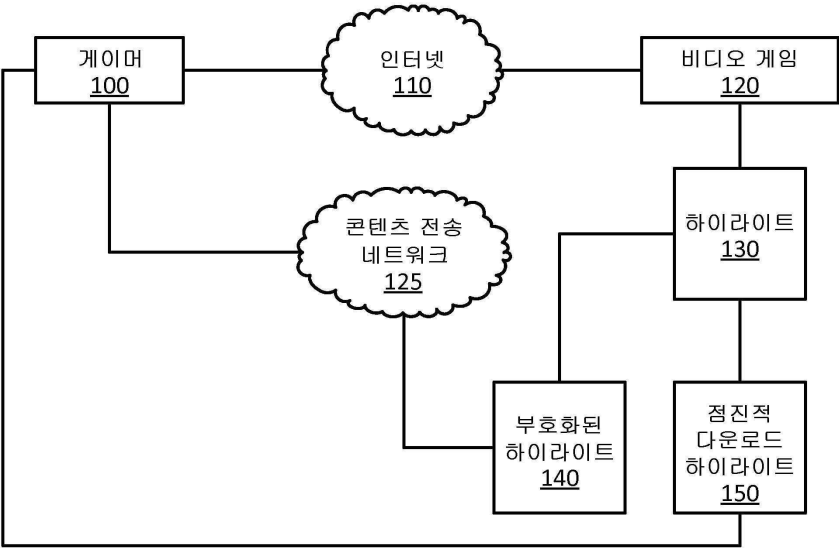 게이머
100
인터넷
110
비디오 게임
120
콘텐츠 전송
네트워크
125
하이라이트
130
부호화된
하이라이트
140
점진적
다운로드
하이라이트
150